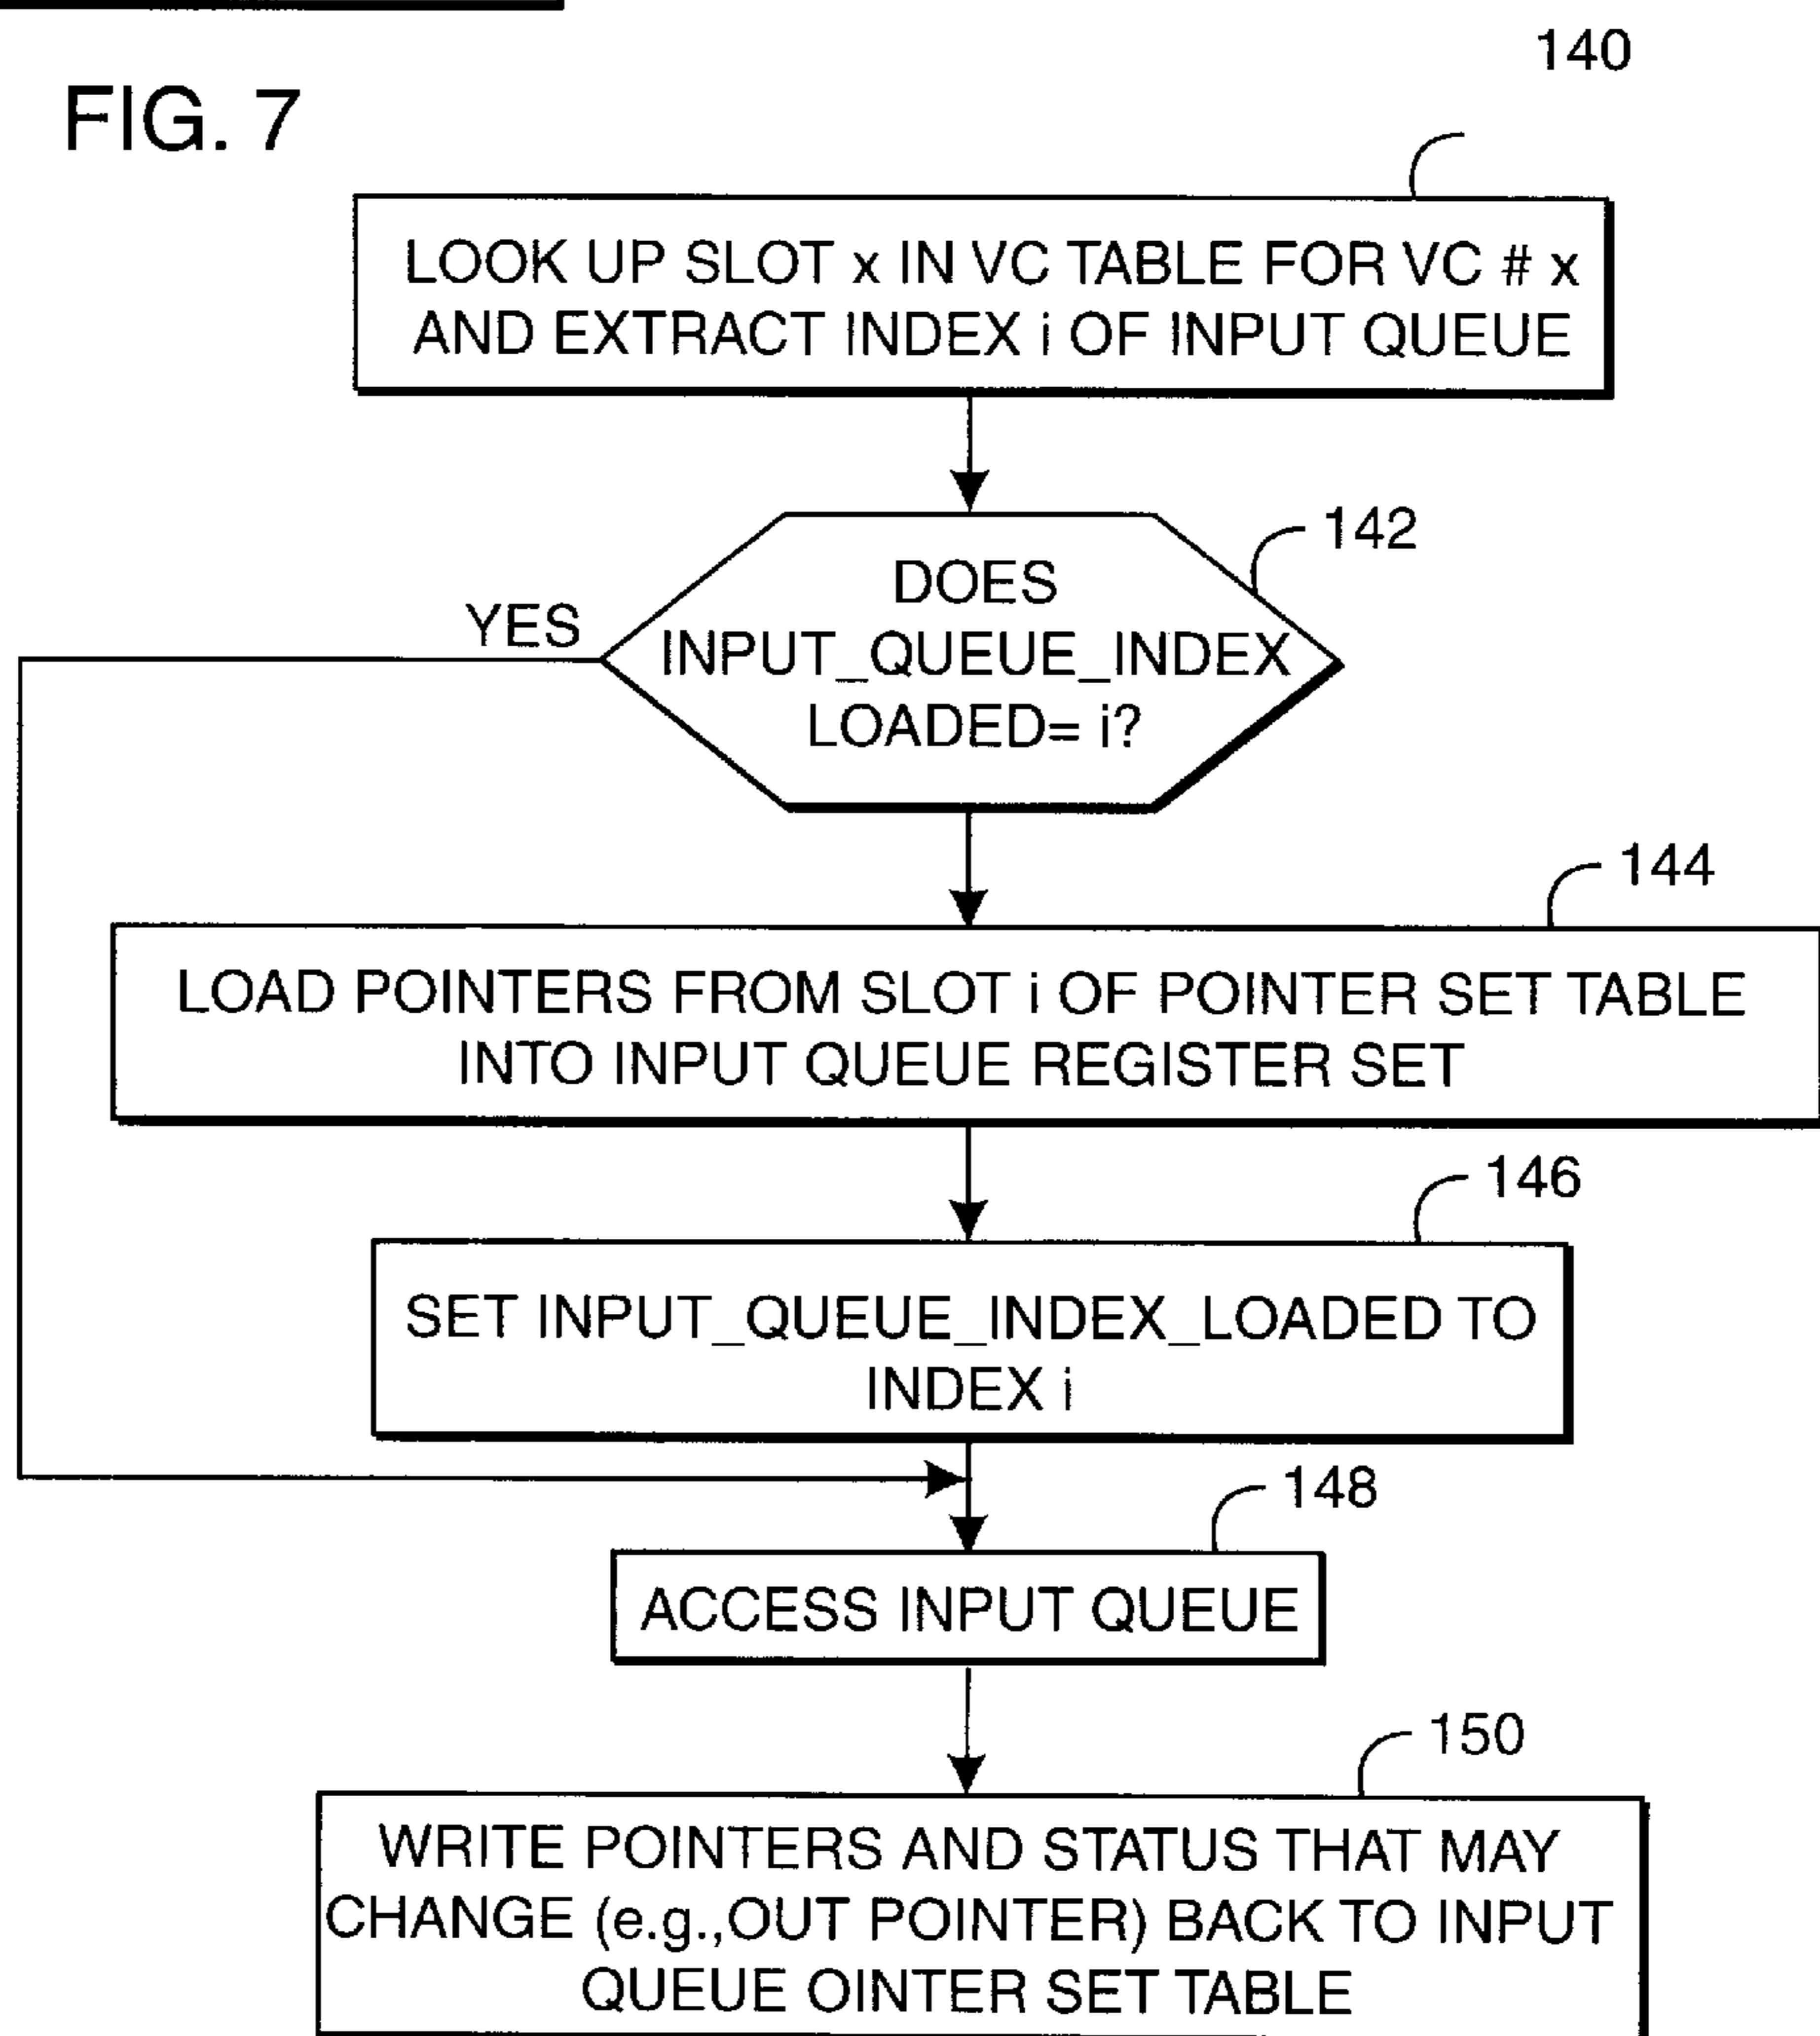 140
FIG. 7
LOOK UP SLOT x IN VC TABLE FOR VC # x
AND EXTRACT INDEX i OF INPUT QUEUE
142
DOES
YES
INPUT_QUEUE_INDEX
LOADED= i?
144
LOAD POINTERS FROM SLOT i OF POINTER SET TABLE
INTO INPUT QUEUE REGISTER SET
146
SET INPUT_QUEUE_INDEX_LOADED TO
INDEX i
148
ACCESS INPUT QUEUE
150
WRITE POINTERS AND STATUS THAT MAY
CHANGE (e.g.,OUT POINTER) BACK TO INPUT
QUEUE OINTER SET TABLE